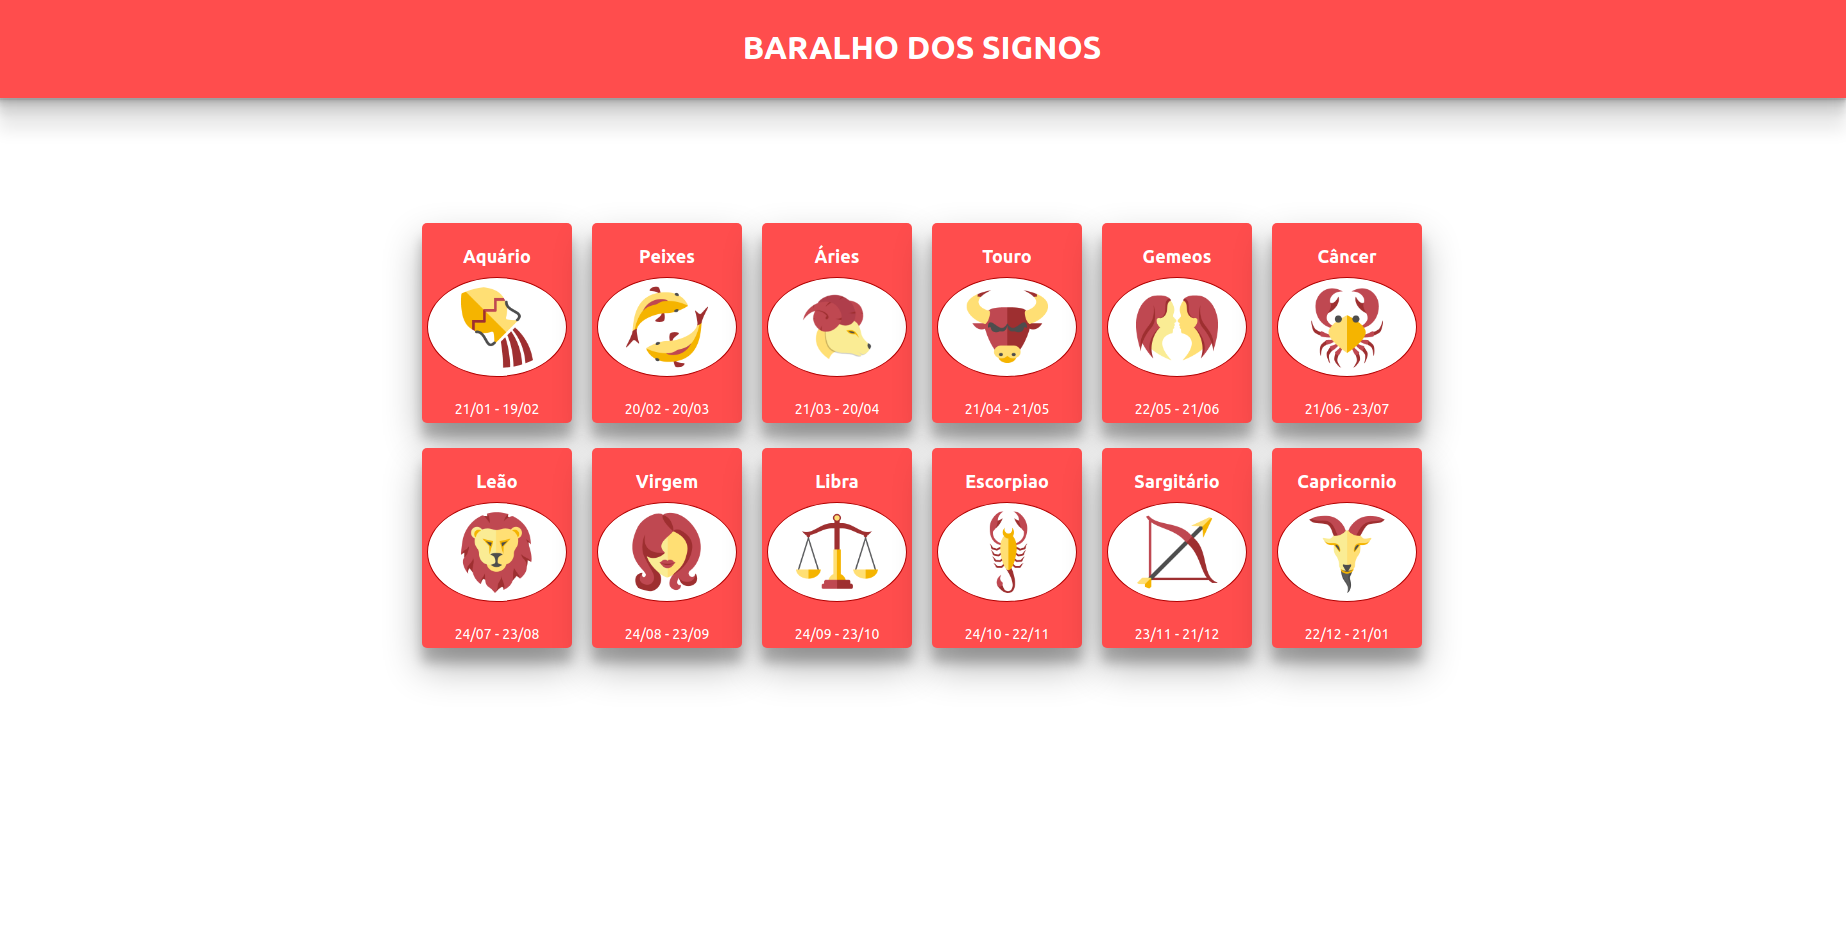 BARALHO DOS SIGNOS
Aquário
21/01 - 19/02
Peixes
20/02 - 20/03
Áries
21/03 - 20/04
Touro
21/04 - 21/05
Gemeos
22/05 - 21/06
Câncer
21/06 - 23/07
Leão
24/07 - 23/08
Virgem
24/08 - 23/09
Libra
24/09 - 23/10
Escorpiao
24/10 - 22/11
Sargitário
23/11 - 21/12
Capricornio
22/12 - 21/01